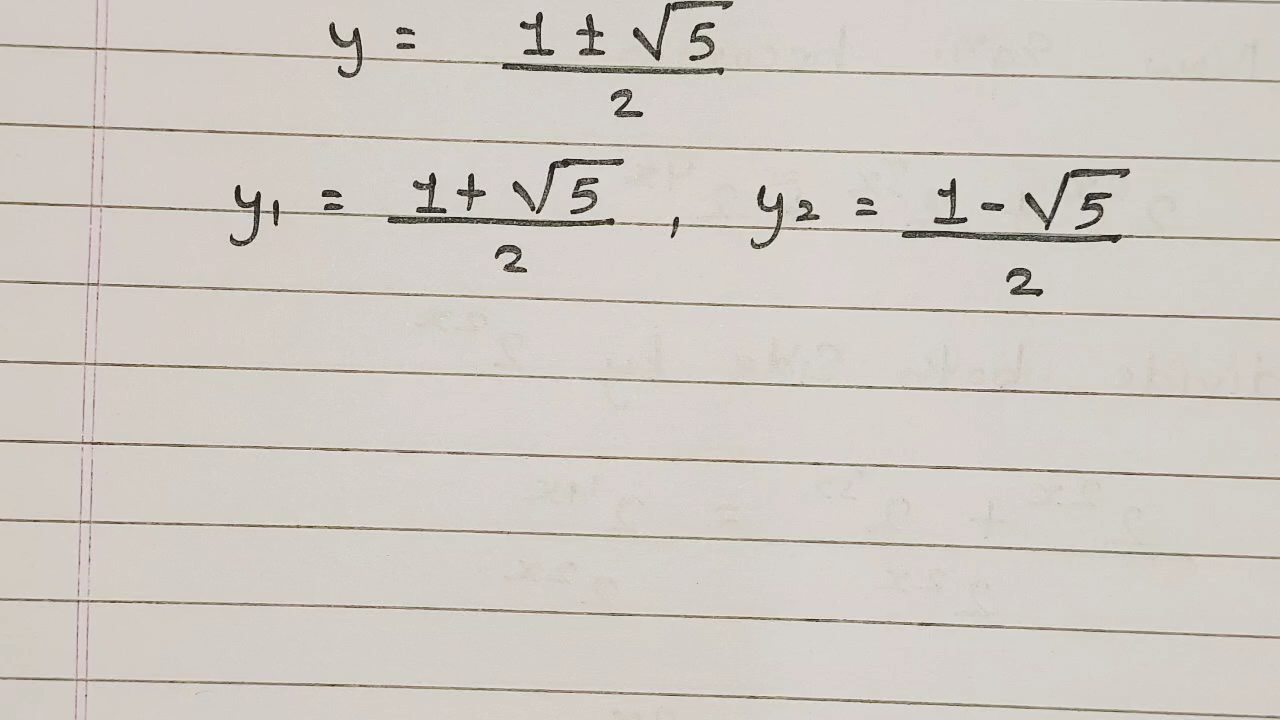 y = (1 ± √5)/2
y₁ = (1 + √5)/2 , y₂ = (1 - √5)/2